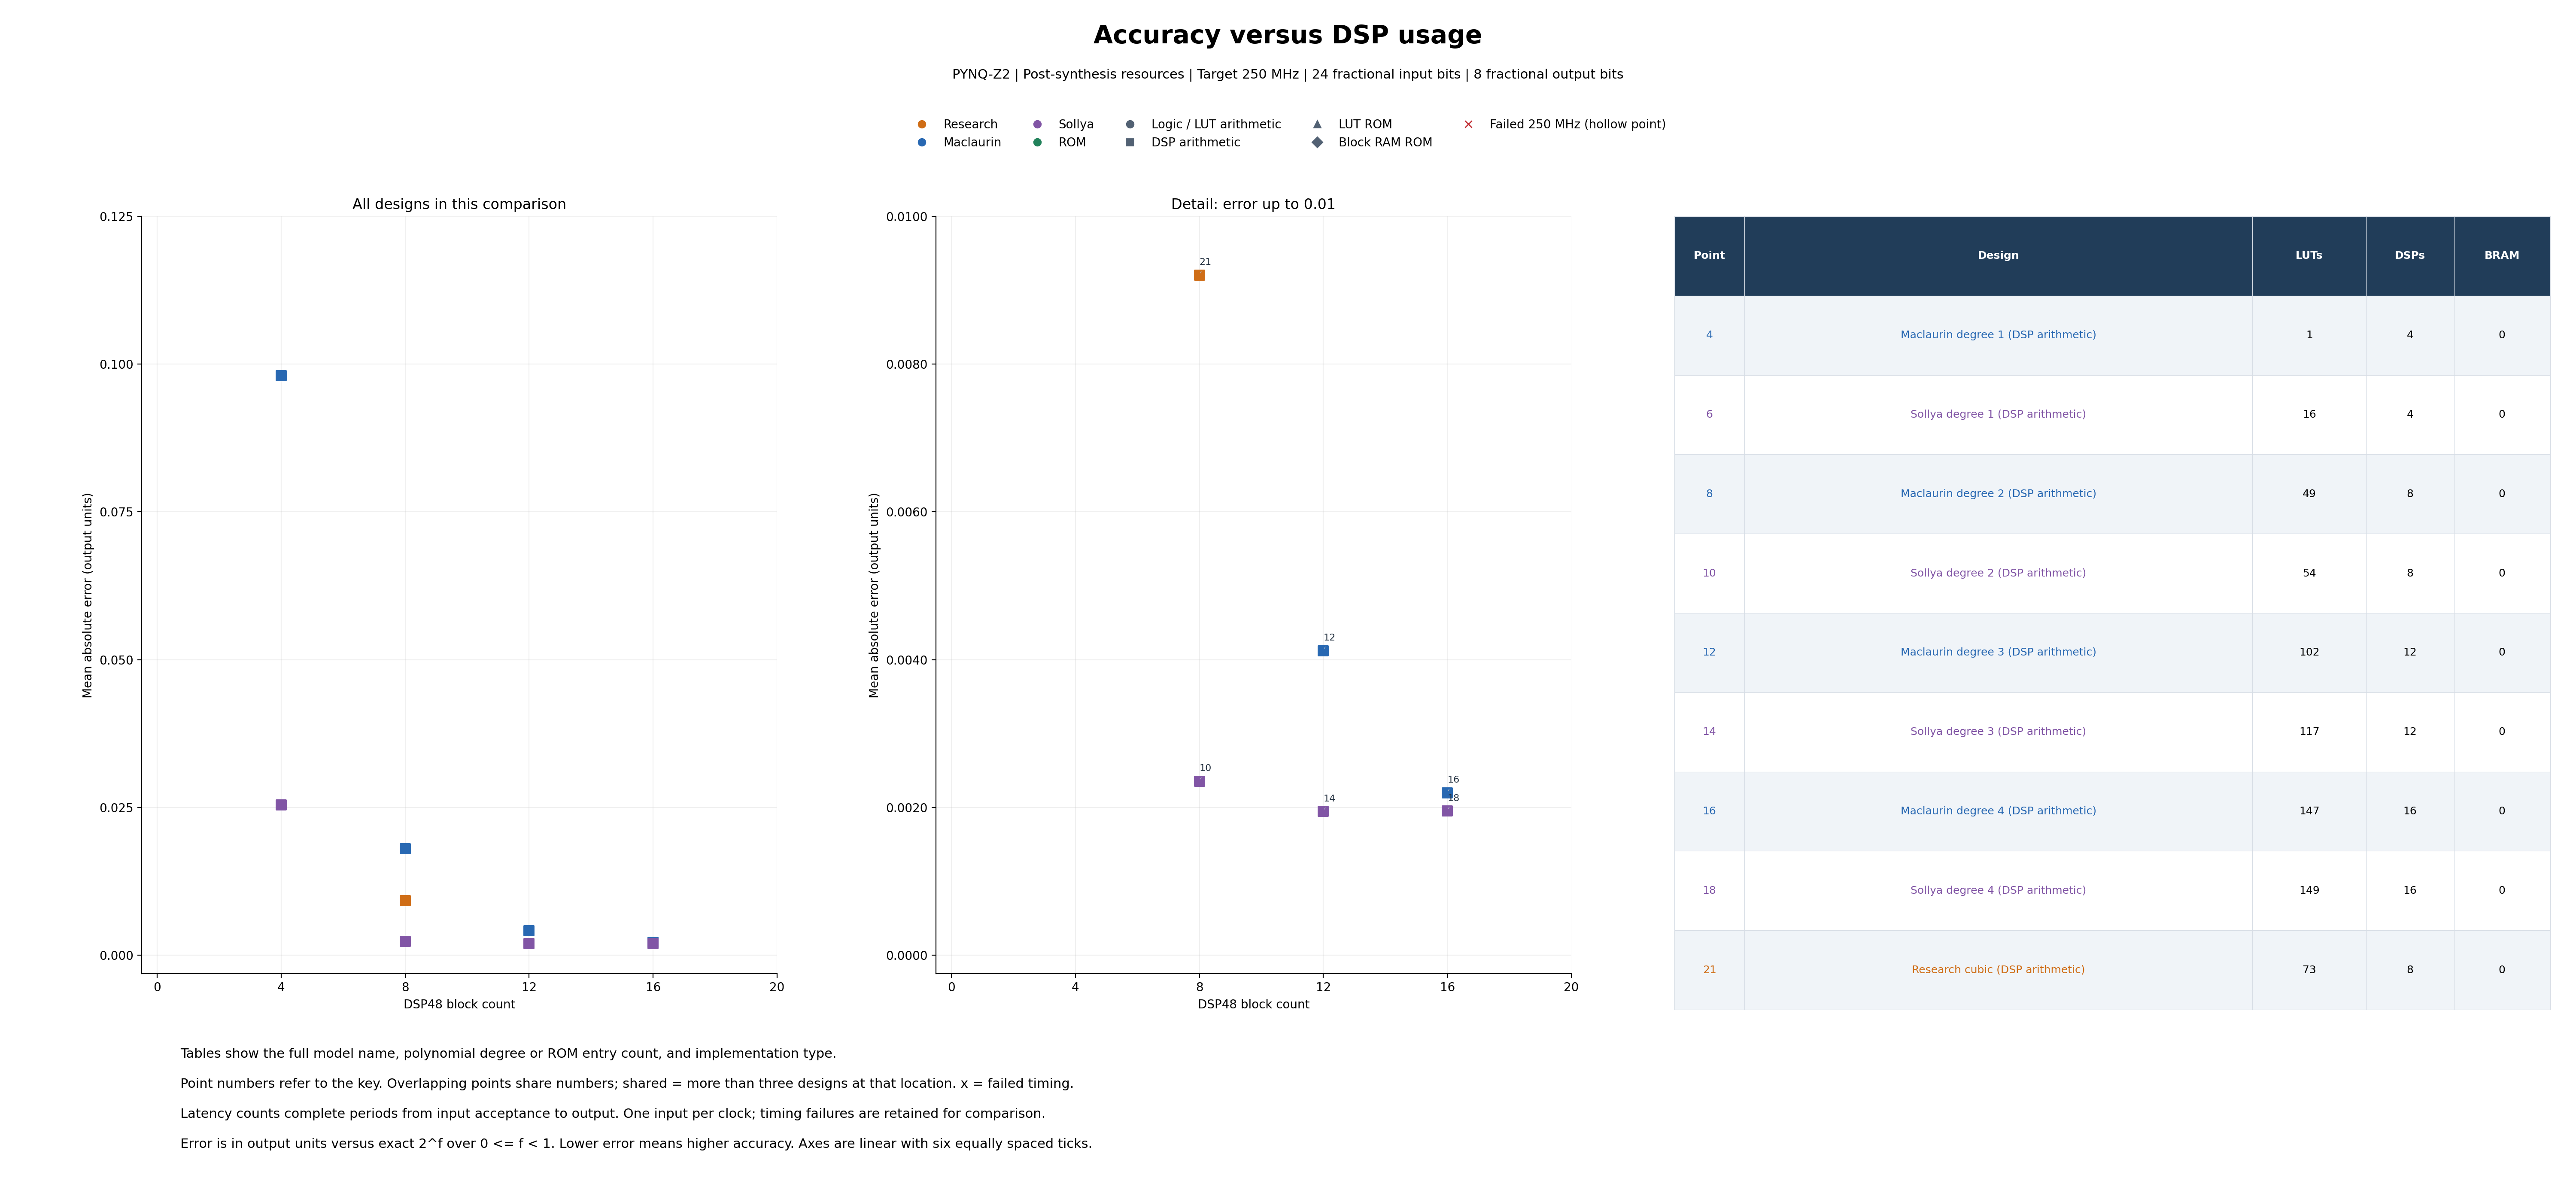 Accuracy versus DSP usage
PYNQ-Z2 | Post-synthesis resources | Target 250 MHz | 24 fractional input bits | 8 fractional output bits
Research Sollya Logic / LUT arithmetic LUT ROM Failed 250 MHz (hollow point)
Maclaurin ROM DSP arithmetic Block RAM ROM
All designs in this comparison
Mean absolute error (output units)
0.125
0.100
0.075
0.050
0.025
0.000
0 4 8 12 16 20
DSP48 block count
Detail: error up to 0.01
Mean absolute error (output units)
0.0100
0.0080
0.0060
0.0040
0.0020
0.0000
21
12
10
16
14
18
0 4 8 12 16 20
DSP48 block count
Point Design LUTs DSPs BRAM
4 Maclaurin degree 1 (DSP arithmetic) 1 4 0
6 Sollya degree 1 (DSP arithmetic) 16 4 0
8 Maclaurin degree 2 (DSP arithmetic) 49 8 0
10 Sollya degree 2 (DSP arithmetic) 54 8 0
12 Maclaurin degree 3 (DSP arithmetic) 102 12 0
14 Sollya degree 3 (DSP arithmetic) 117 12 0
16 Maclaurin degree 4 (DSP arithmetic) 147 16 0
18 Sollya degree 4 (DSP arithmetic) 149 16 0
21 Research cubic (DSP arithmetic) 73 8 0
Tables show the full model name, polynomial degree or ROM entry count, and implementation type.
Point numbers refer to the key. Overlapping points share numbers; shared = more than three designs at that location. x = failed timing.
Latency counts complete periods from input acceptance to output. One input per clock; timing failures are retained for comparison.
Error is in output units versus exact 2^f over 0 <= f < 1. Lower error means higher accuracy. Axes are linear with six equally spaced ticks.